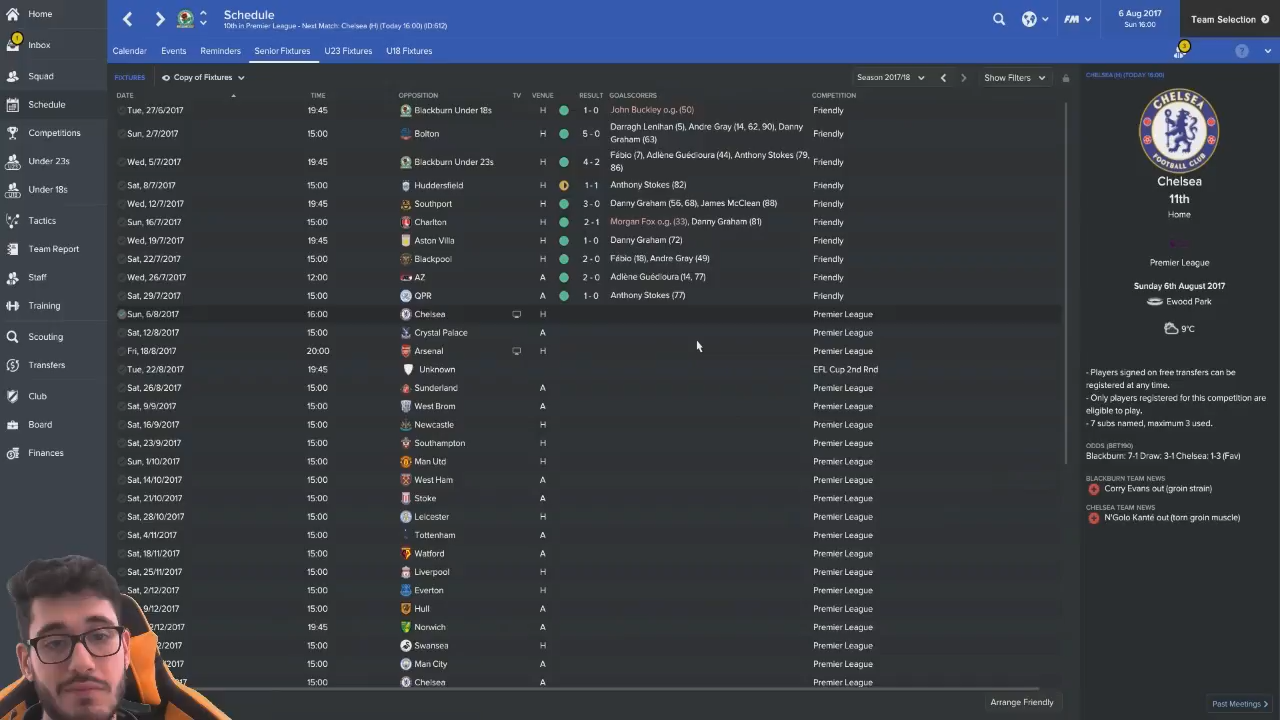 Home
Schedule
10th in Premier League - Next Match: Chelsea (H) (Today 16:00) (ID:612)
FM
6 Aug 2017
Sun 16:00
Team Selection
1
Inbox
Calendar
Events
Reminders
Senior Fixtures
U23 Fixtures
U18 Fixtures
3
?
Squad
FIXTURES
Copy of Fixtures
Season 2017/18
Show Filters
CHELSEA (H) (TODAY 16:00)
DATE TIME OPPOSITION TV VENUE RESULT GOALSCORERS COMPETITION
Schedule
Tue, 27/6/2017 19:45 Blackburn Under 18s H 1 - 0 John Buckley o.g. (50) Friendly
Competitions
Sun, 2/7/2017 15:00 Bolton H 5 - 0 Darragh Lenihan (5), Andre Gray (14, 62, 90), Danny
Graham (63) Friendly
Under 23s
Wed, 5/7/2017 19:45 Blackburn Under 23s H 4 - 2 Fábio (7), Adlène Guédioura (44), Anthony Stokes (79,
86) Friendly
Under 18s
Sat, 8/7/2017 15:00 Huddersfield H 1 - 1 Anthony Stokes (82) Friendly
Wed, 12/7/2017 19:45 Southport H 3 - 0 Danny Graham (56, 68), James McClean (88) Friendly
Tactics
Sun, 16/7/2017 15:00 Charlton H 2 - 1 Morgan Fox o.g. (33), Danny Graham (81) Friendly
Wed, 19/7/2017 19:45 Aston Villa H 1 - 0 Danny Graham (72) Friendly
Team Report
Sat, 22/7/2017 15:00 Blackpool H 2 - 0 Fábio (18), Andre Gray (49) Friendly
Staff
Wed, 26/7/2017 12:00 AZ A 2 - 0 Adlène Guédioura (14, 77) Friendly
Sat, 29/7/2017 15:00 QPR A 1 - 0 Anthony Stokes (77) Friendly
Training
Sun, 6/8/2017 16:00 Chelsea H Premier League
Sat, 12/8/2017 15:00 Crystal Palace A Premier League
Scouting
Fri, 18/8/2017 20:00 Arsenal H Premier League
Transfers
Tue, 22/8/2017 19:45 Unknown EFL Cup 2nd Rnd
Sat, 26/8/2017 15:00 Sunderland A Premier League
Club
Sat, 9/9/2017 15:00 West Brom A Premier League
Board
Sat, 16/9/2017 15:00 Newcastle H Premier League
Sat, 23/9/2017 15:00 Southampton A Premier League
Finances
Sun, 1/10/2017 15:00 Man Utd H Premier League
Sat, 14/10/2017 15:00 West Ham A Premier League
Sat, 21/10/2017 15:00 Stoke A Premier League
Sat, 28/10/2017 15:00 Leicester H Premier League
Sat, 4/11/2017 15:00 Tottenham A Premier League
Sat, 18/11/2017 15:00 Watford A Premier League
Sat, 25/11/2017 15:00 Liverpool H Premier League
Sat, 2/12/2017 15:00 Everton H Premier League
9/12/2017 15:00 Hull A Premier League
12/2017 19:45 Norwich A Premier League
12/2017 15:00 Swansea H Premier League
12/2017 15:00 Man City A Premier League
12/2017 15:00 Chelsea A Premier League
Arrange Friendly
CHELSEA
FOOTBALL CLUB
Chelsea
11th
Home
Premier League
Sunday 6th August 2017
Ewood Park
9°C
- Players signed on free transfers can be
registered at any time.
- Only players registered for this competition are
eligible to play.
- 7 subs named, maximum 3 used.
ODDS (BET190)
Blackburn: 7-1 Draw: 3-1 Chelsea: 1-3 (Fav)
BLACKBURN TEAM NEWS
Corry Evans out (groin strain)
CHELSEA TEAM NEWS
N'Golo Kanté out (torn groin muscle)
Past Meetings